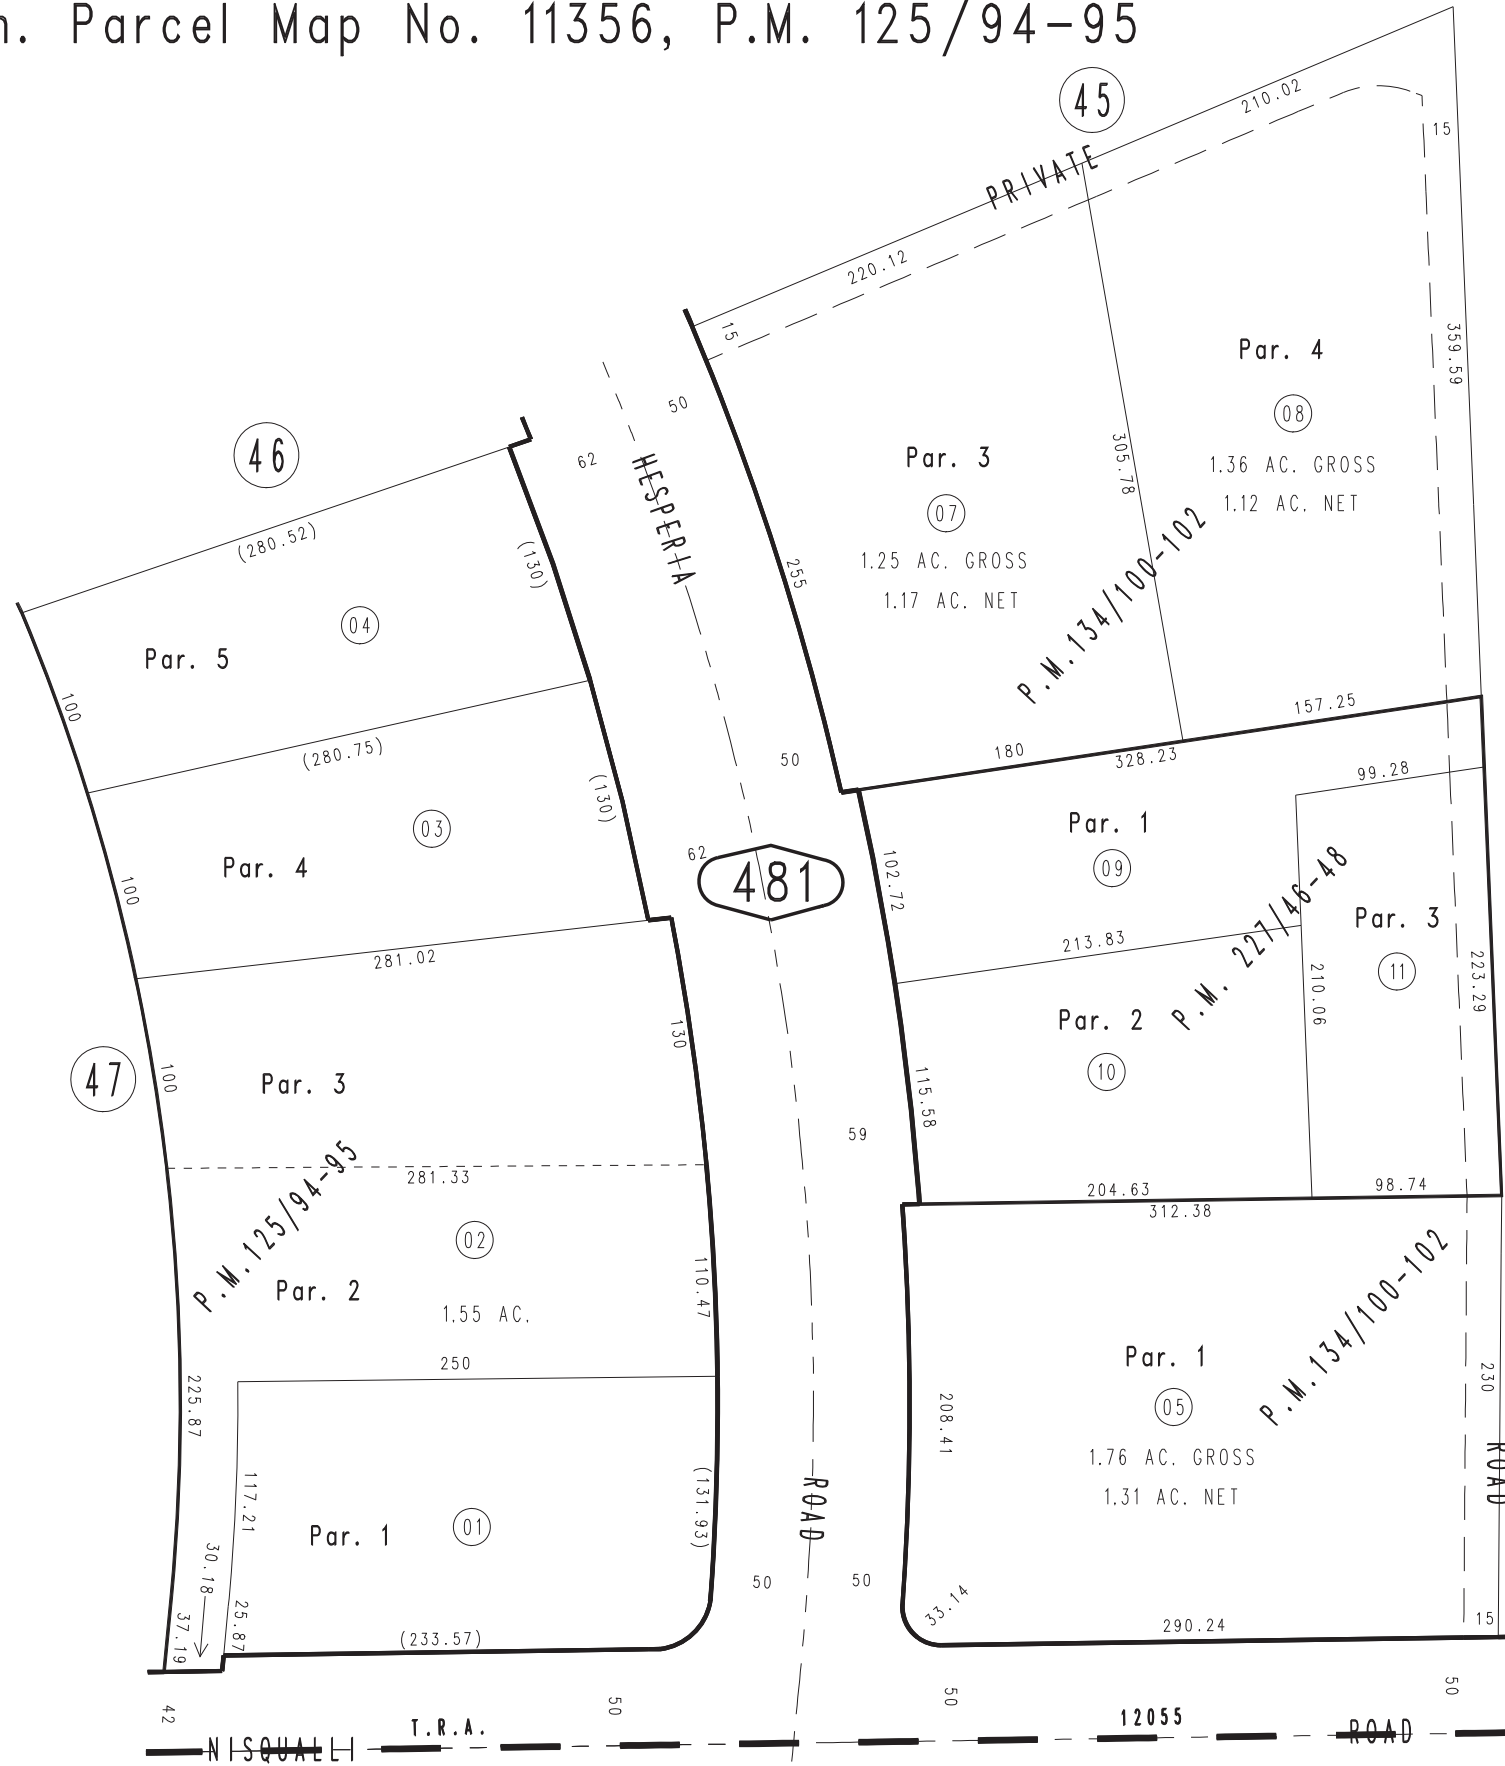 n. Parcel Map No. 11356, P.M. 125/94-95
45
210.02
15
PRIVATE
220.12
15
359.59
Par. 4
08
1.36 AC. GROSS
1.12 AC. NET
305.78
50
62
HESPERIA
46
(280.52)
(130)
Par. 3
07
1.25 AC. GROSS
1.17 AC. NET
255
P.M. 134/100-102
04
Par. 5
100
(280.75)
(130)
157.25
180
328.23
50
99.28
03
Par. 4
100
62
481
Par. 1
09
102.72
213.83
P.M. 227/46-48
Par. 3
11
223.29
210.06
281.02
130
Par. 2
10
115.58
47
100
Par. 3
59
281.33
P.M. 125/94-95
204.63
98.74
312.38
02
Par. 2
1.55 AC.
110.47
250
P.M. 134/100-102
Par. 1
05
1.76 AC. GROSS
1.31 AC. NET
208.41
230
ROAD
225.87
117.21
Par. 1
01
(131.93)
ROAD
30.18
37.19
25.87
(233.57)
50
50
33.14
290.24
15
42
50
50
50
T.R.A.
12055
NISQUALLI
ROAD